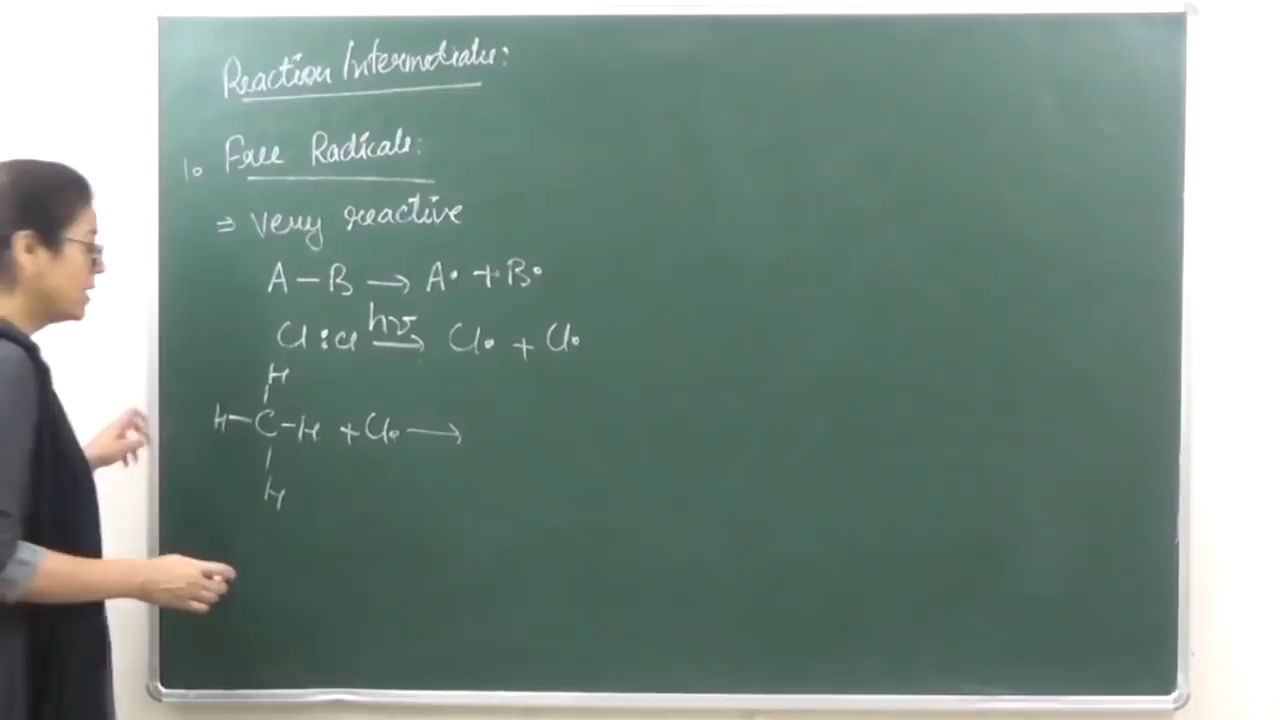 Reaction Intermediates:
1. Free Radicals:
⇒ Very reactive
A – B → A• + B•
Cl : Cl hν → Cl• + Cl•
H
H – C – H + Cl• →
|
H